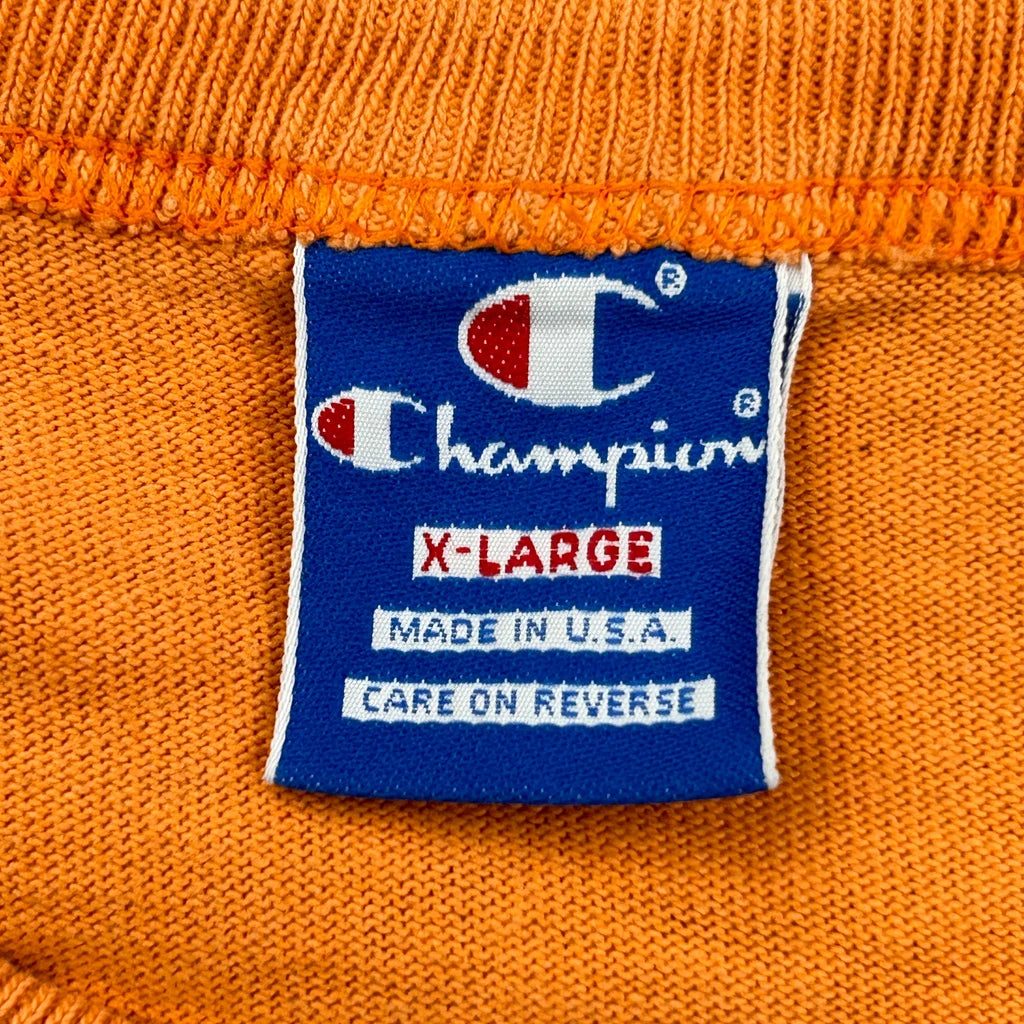 ®
Champion ®
X-LARGE
MADE IN U.S.A.
CARE ON REVERSE